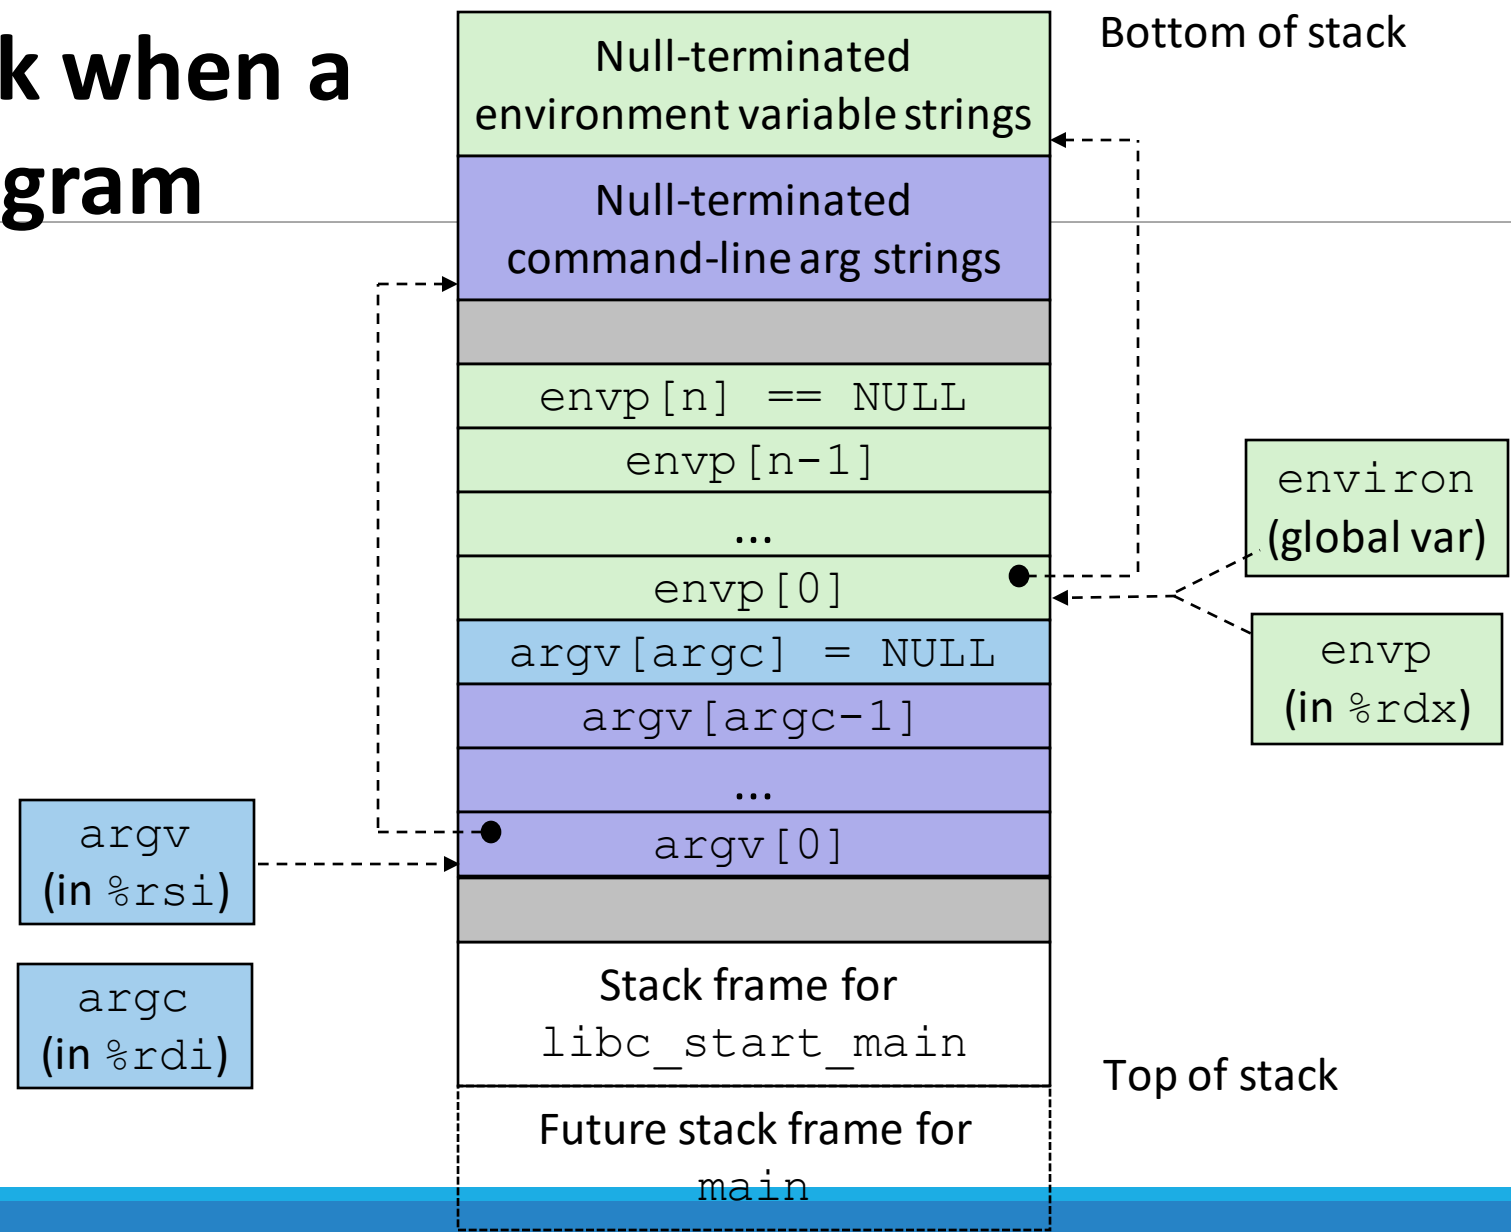 k when a
gram
Bottom of stack
Null-terminated
environment variable strings
Null-terminated
command-line arg strings
envp[n] == NULL
envp[n-1]
...
envp[0]
argv[argc] = NULL
argv[argc-1]
...
argv[0]
environ
(global var)
envp
(in %rdx)
argv
(in %rsi)
argc
(in %rdi)
Stack frame for
libc_start_main
Top of stack
Future stack frame for
main